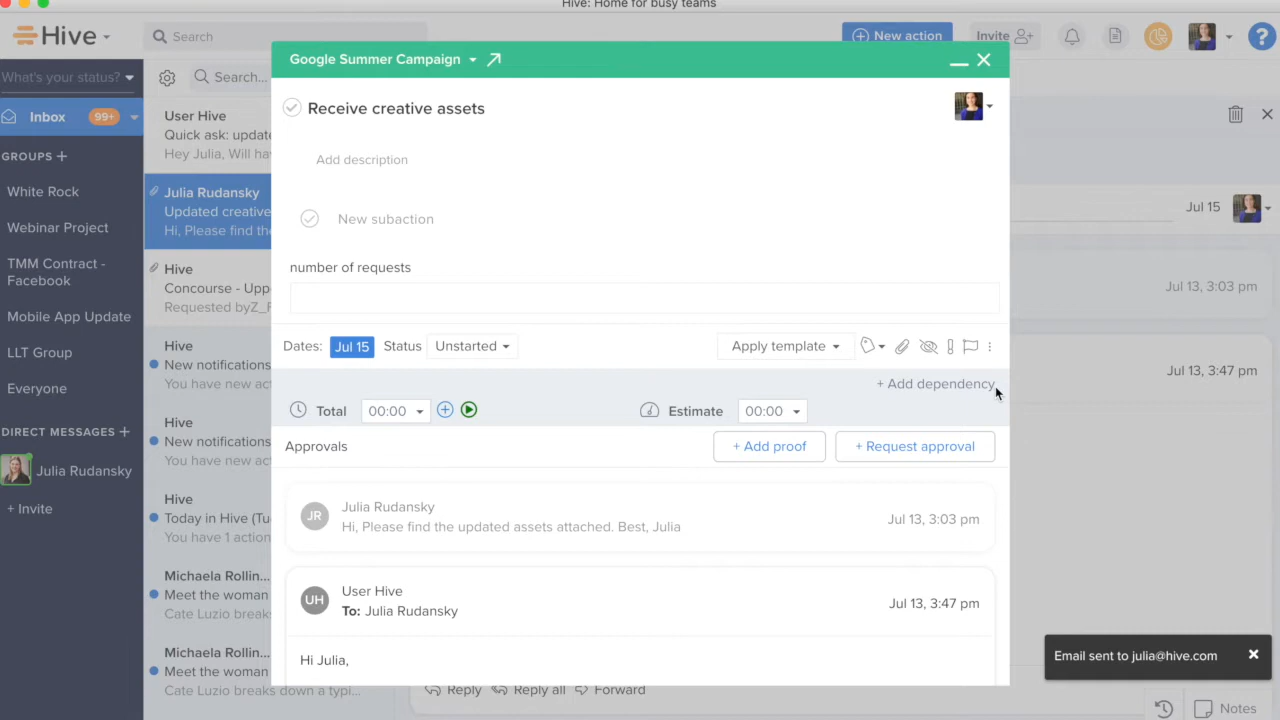 Hive: Home for busy teams
Hive
Search
New action
Invite
?
What's your status?
Search...
Inbox
99+
GROUPS +
White Rock
Webinar Project
TMM Contract -
Facebook
Mobile App Update
LLT Group
Everyone
DIRECT MESSAGES +
Julia Rudansky
+ Invite
User Hive
Quick ask: update
Hey Julia, Will ha
Julia Rudansky
Updated creative
Hi, Please find the
Hive
Concourse - Upp
Requested byZ_F
Hive
New notifications
You have new ac
Hive
New notifications
You have new ac
Hive
Today in Hive (Tu
You have 1 action
Michaela Rollin...
Meet the woman
Cate Luzio breaks
Michaela Rollin...
Meet the woman
Cate Luzio breaks down a typi...
Google Summer Campaign
Receive creative assets
Add description
New subaction
number of requests
Dates: Jul 15 Status Unstarted
Apply template
+ Add dependency
Total 00:00
Estimate 00:00
Approvals
+ Add proof
+ Request approval
JR
Julia Rudansky
Hi, Please find the updated assets attached. Best, Julia
Jul 13, 3:03 pm
UH
User Hive
To: Julia Rudansky
Jul 13, 3:47 pm
Hi Julia,
Reply Reply all Forward
Jul 15
Jul 13, 3:03 pm
Jul 13, 3:47 pm
Email sent to julia@hive.com
Notes